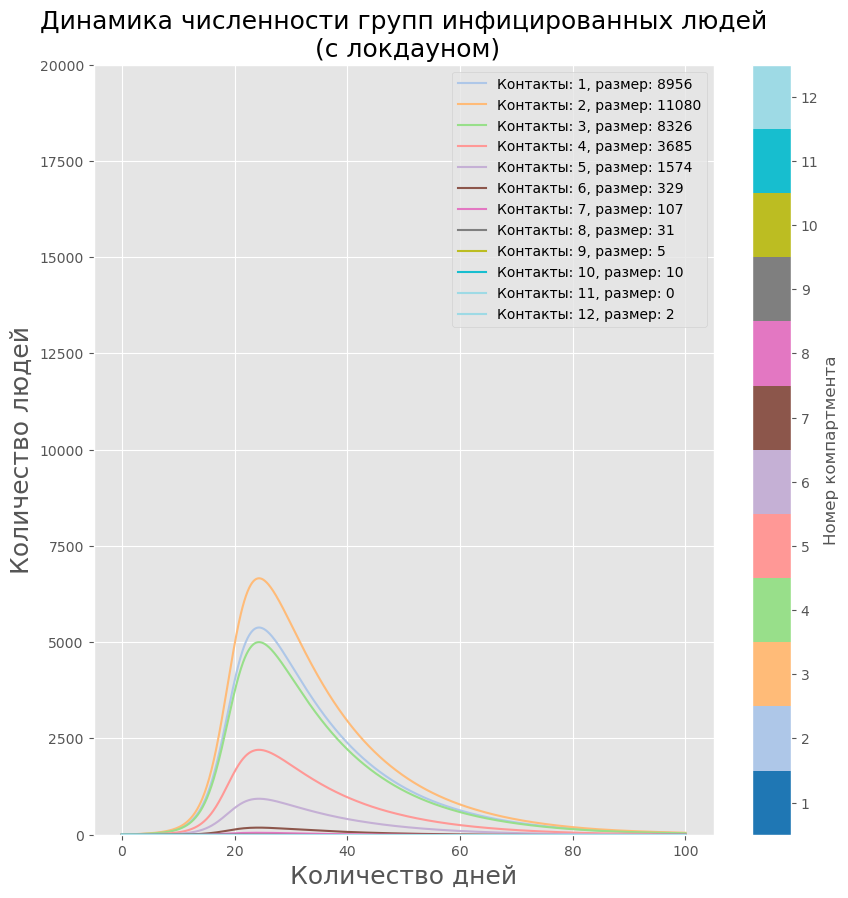 Динамика численности групп инфицированных людей
(с локдауном)
20000
17500
15000
12500
10000
7500
5000
2500
0
Количество людей
Контакты: 1, размер: 8956
Контакты: 2, размер: 11080
Контакты: 3, размер: 8326
Контакты: 4, размер: 3685
Контакты: 5, размер: 1574
Контакты: 6, размер: 329
Контакты: 7, размер: 107
Контакты: 8, размер: 31
Контакты: 9, размер: 5
Контакты: 10, размер: 10
Контакты: 11, размер: 0
Контакты: 12, размер: 2
0 20 40 60 80 100
Количество дней
12
11
10
9
8
7
6
5
4
3
2
1
Номер компартмента